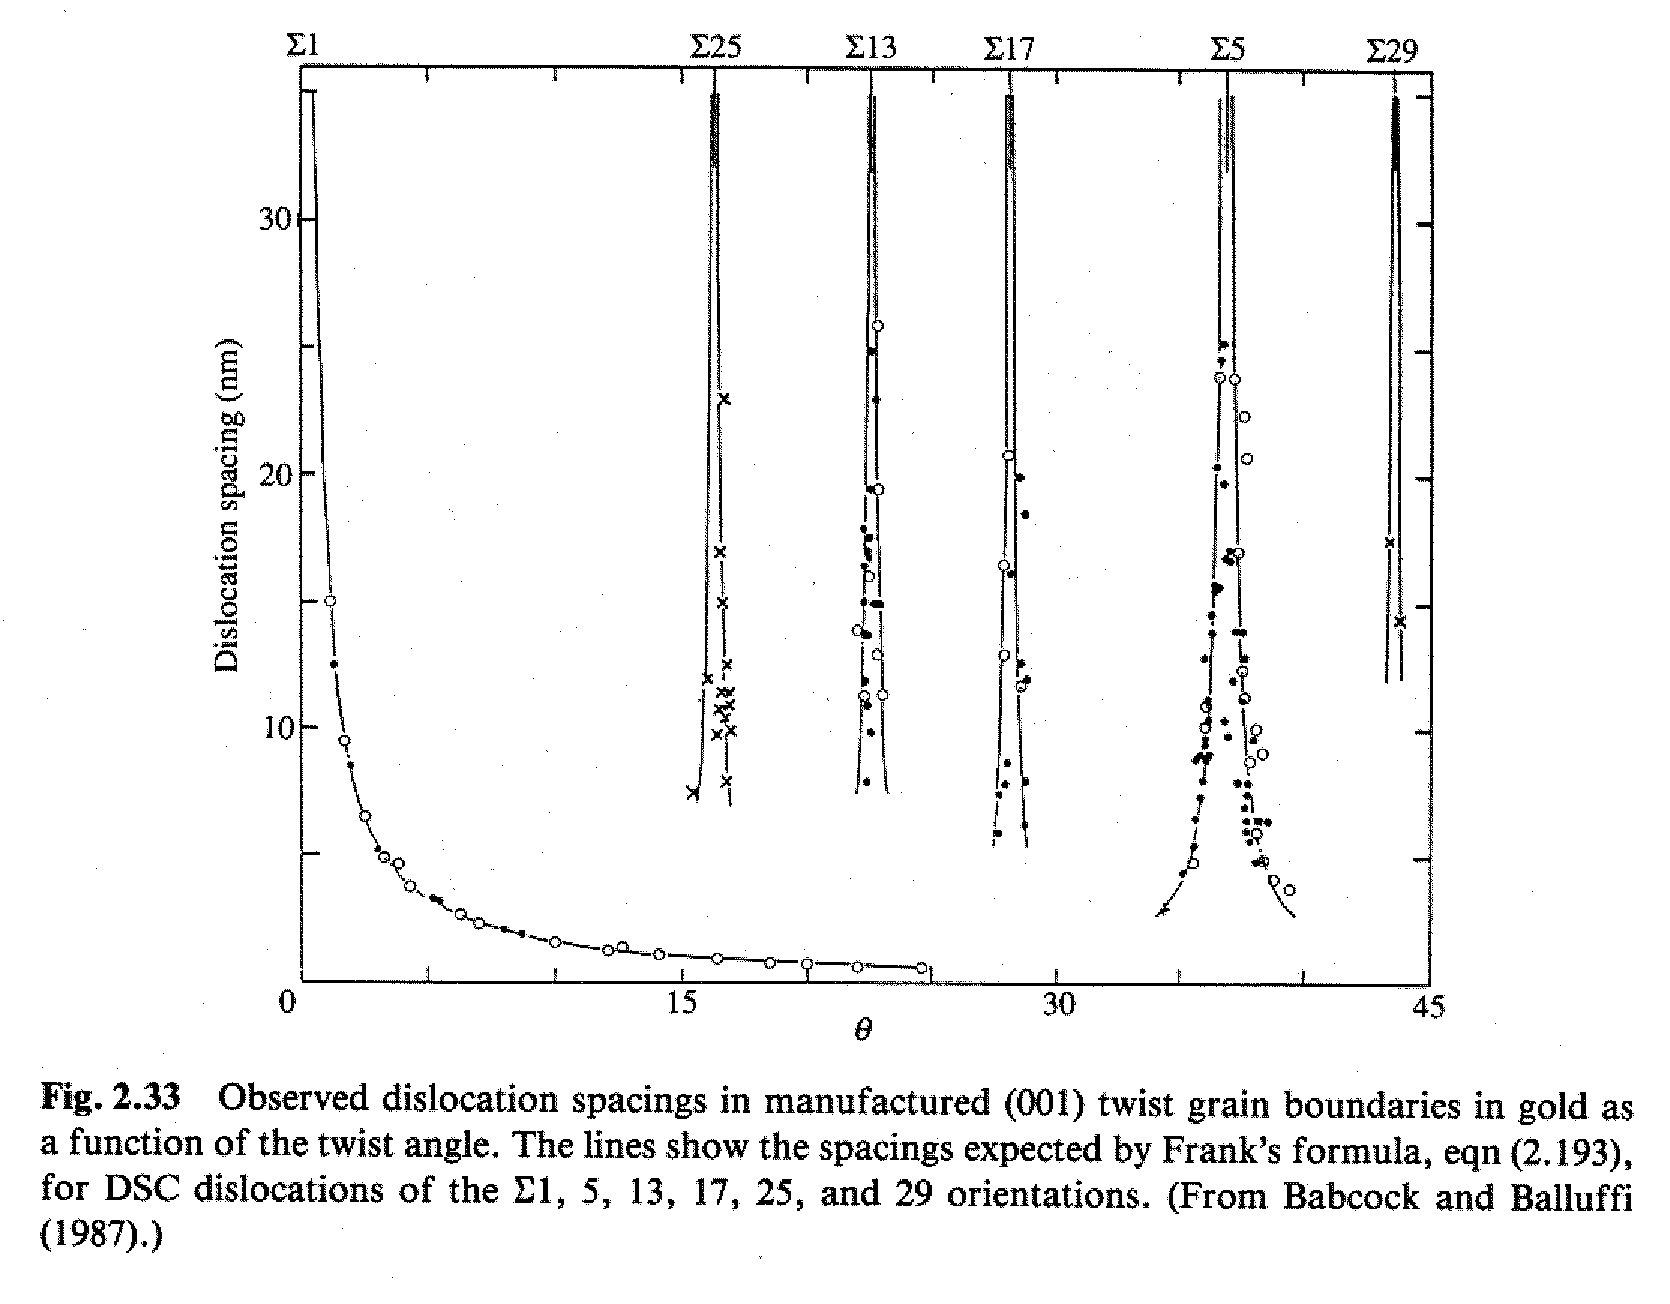 Σ1 Σ25 Σ13 Σ17 Σ5 Σ29
30
20
10
Dislocation spacing (nm)
0 15 30 45
θ
Fig. 2.33 Observed dislocation spacings in manufactured (001) twist grain boundaries in gold as
a function of the twist angle. The lines show the spacings expected by Frank's formula, eqn (2.193),
for DSC dislocations of the Σ1, 5, 13, 17, 25, and 29 orientations. (From Babcock and Balluffi
(1987).)